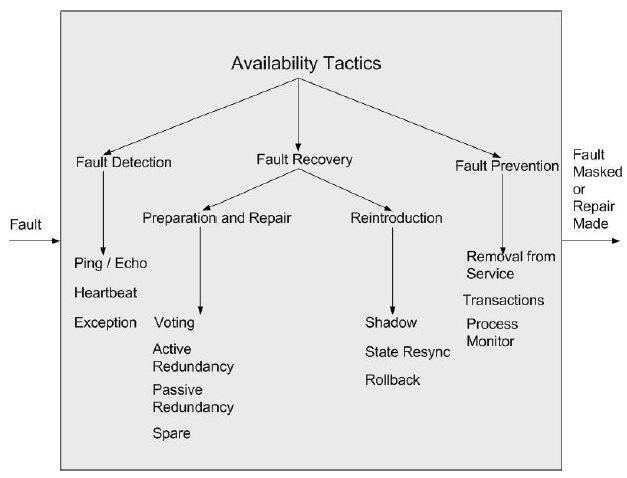 Availability Tactics
Fault Detection
Fault Recovery
Fault Prevention
Fault
Masked
or
Repair
Made
Fault
Preparation and Repair
Reintroduction
Ping / Echo
Heartbeat
Exception
Voting
Active
Redundancy
Passive
Redundancy
Spare
Shadow
State Resync
Rollback
Removal from
Service
Transactions
Process
Monitor